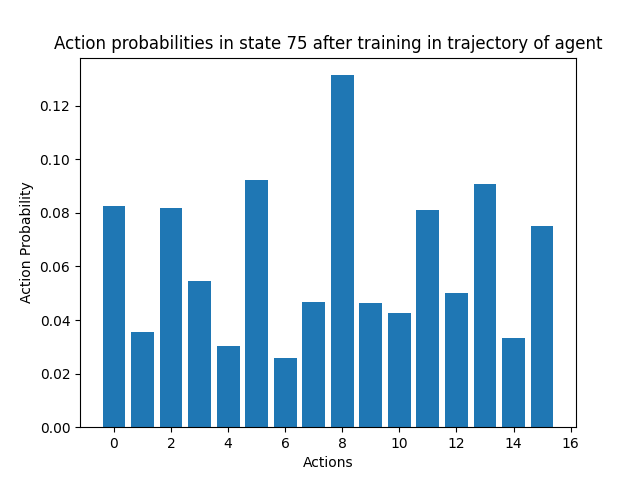 Action probabilities in state 75 after training in trajectory of agent
0.12
0.10
0.08
0.06
0.04
0.02
0.00
Action Probability
0 2 4 6 8 10 12 14 16
Actions